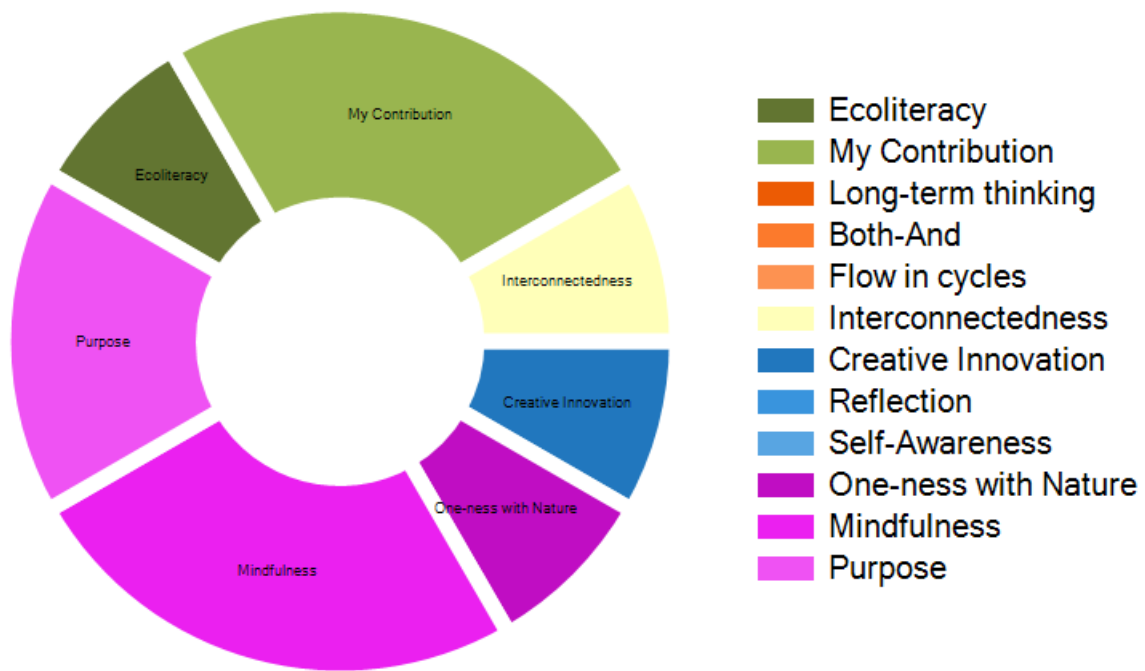 My Contribution
Ecoliteracy
Interconnectedness
Purpose
Creative Innovation
One-ness with Nature
Mindfulness
Ecoliteracy
My Contribution
Long-term thinking
Both-And
Flow in cycles
Interconnectedness
Creative Innovation
Reflection
Self-Awareness
One-ness with Nature
Mindfulness
Purpose